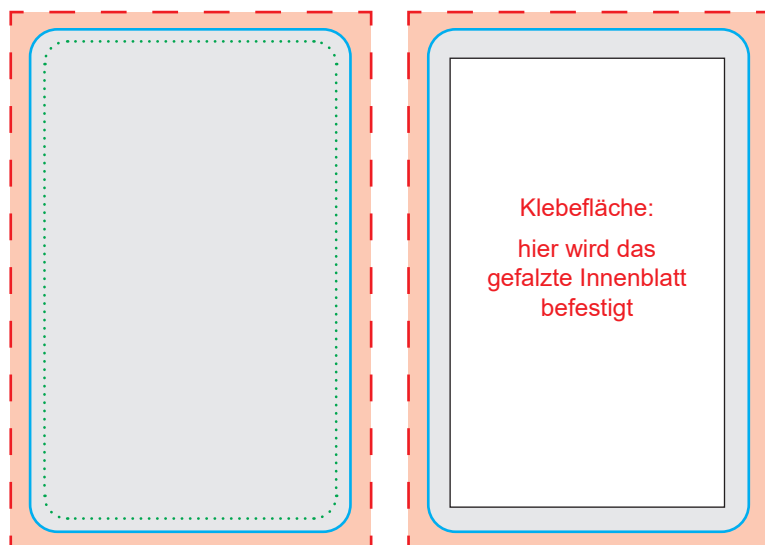 Klebefläche:
hier wird das
gefalzte Innenblatt
befestigt